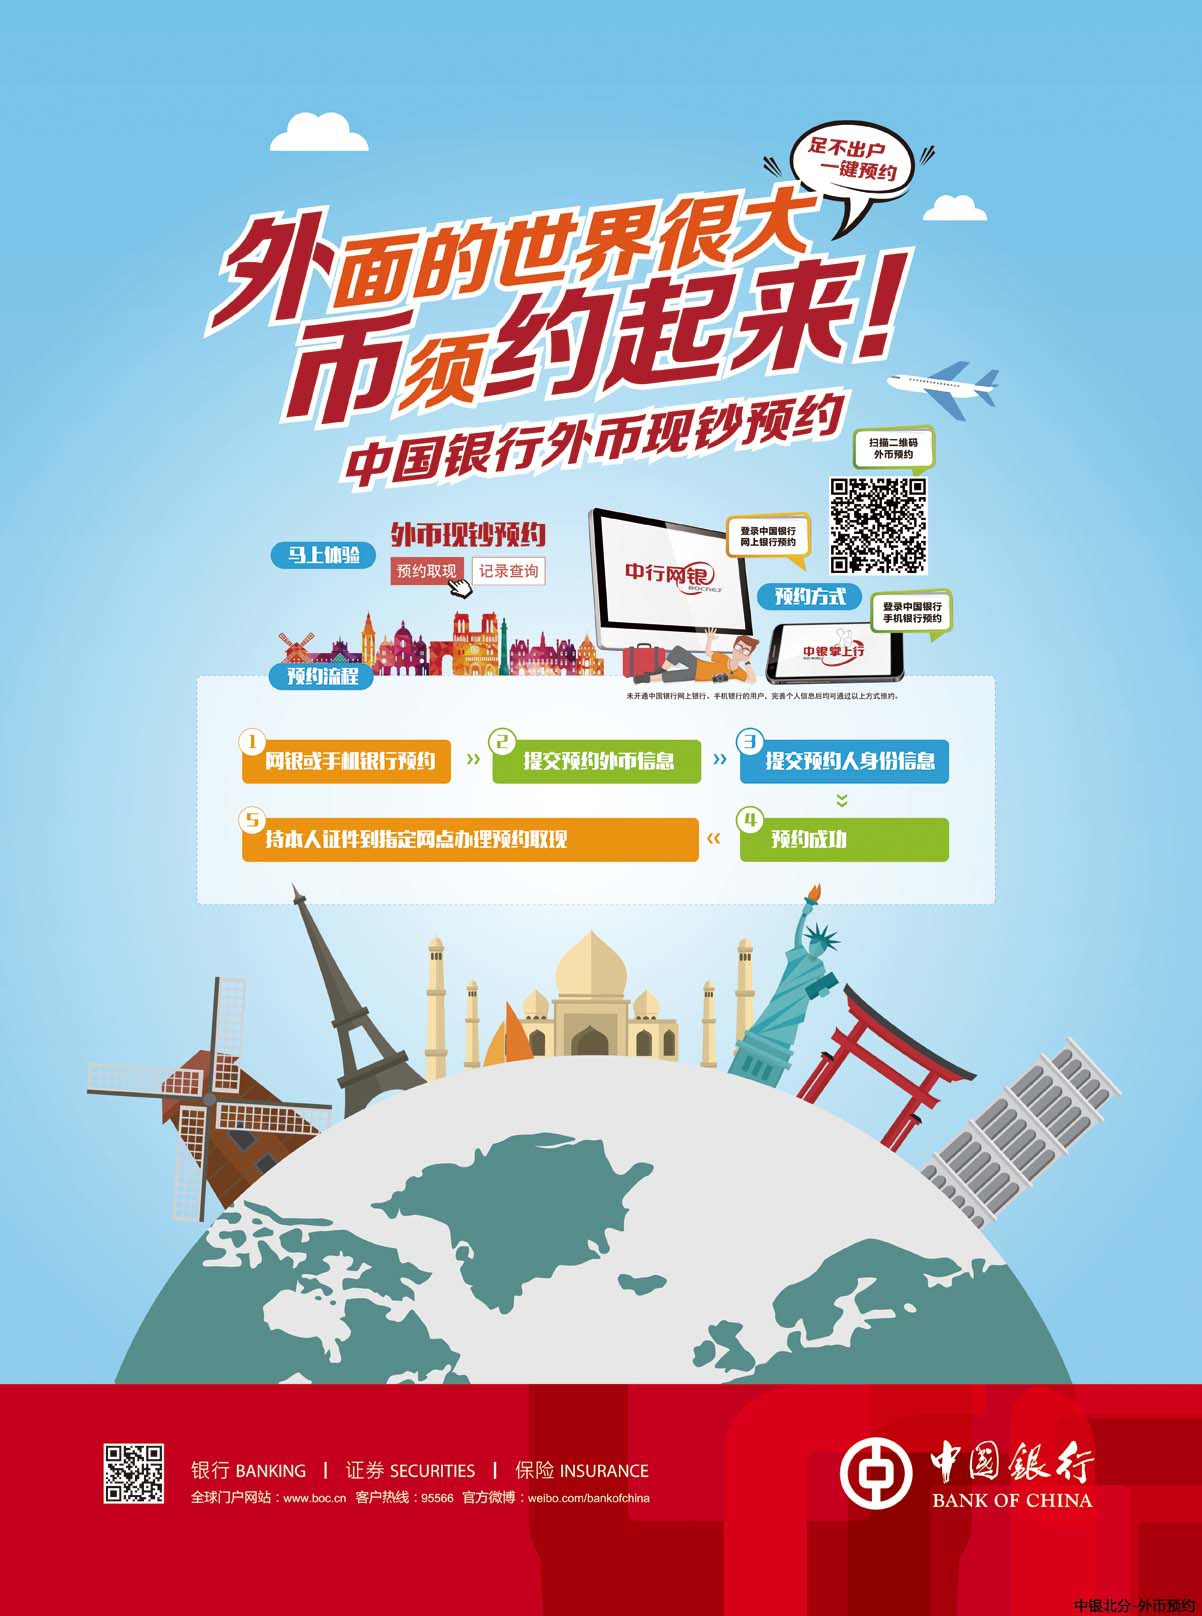 足不出户
一键预约
外面的世界很大
币须约起来！
中国银行外币现钞预约
扫描二维码
外币预约
马上体验
外币现钞预约
预约取现
记录查询
中行网银
BOCNET
登录中国银行
网上银行预约
预约方式
登录中国银行
手机银行预约
中银掌上行
未开通中国银行网上银行、手机银行的用户，完善个人信息后均可通过以上方式预约。
预约流程
1 网银或手机银行预约
2 提交预约外币信息
3 提交预约人身份信息
4 预约成功
5 持本人证件到指定网点办理预约取现
银行 BANKING | 证券 SECURITIES | 保险 INSURANCE
全球门户网站：www.boc.cn 客户热线：95566 官方微博：weibo.com/bankofchina
中国银行
BANK OF CHINA
中银北分-外币预约